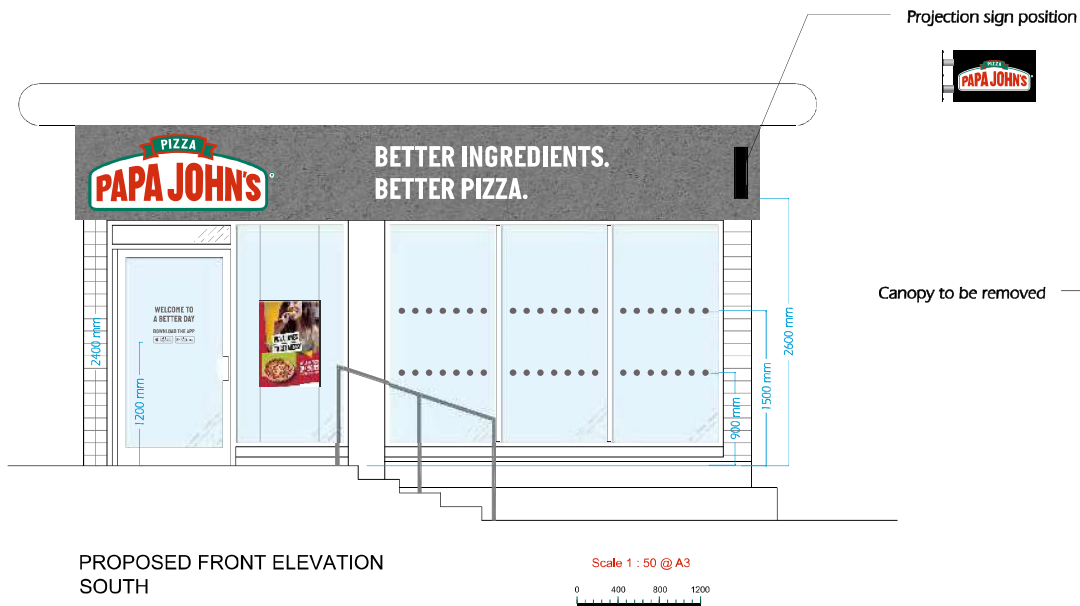 Projection sign position
PIZZA
PAPA JOHN'S
PIZZA
PAPA JOHN'S
BETTER INGREDIENTS.
BETTER PIZZA.
Canopy to be removed
WELCOME TO
A BETTER DAY
DOWNLOAD THE APP
2400 mm
1200 mm
900 mm
1500 mm
2600 mm
PROPOSED FRONT ELEVATION
SOUTH
Scale 1 : 50 @ A3
0 400 800 1200